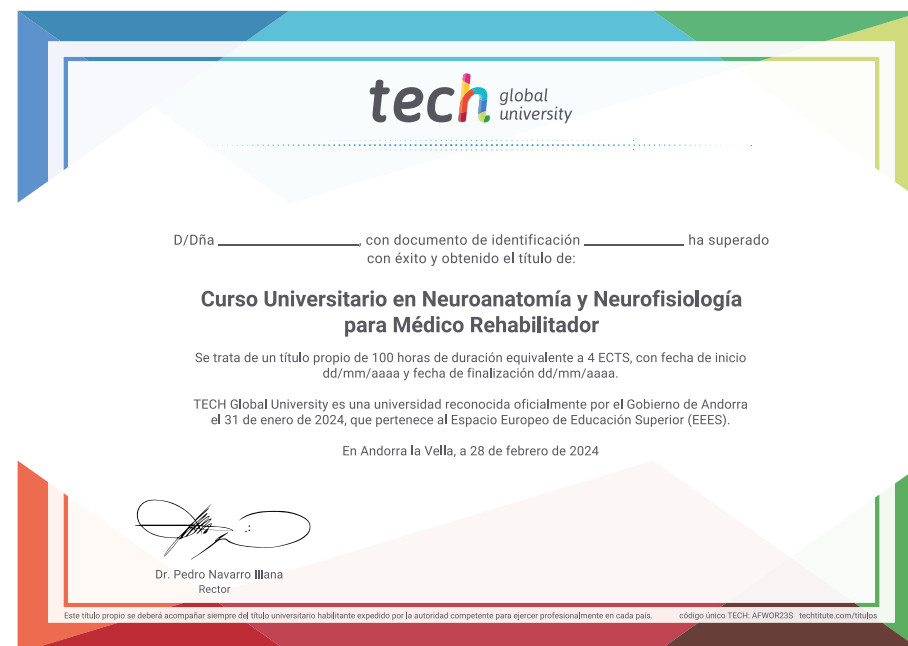 tech global university
D/Dña ____________________, con documento de identificación ______________ ha superado
con éxito y obtenido el título de:
Curso Universitario en Neuroanatomía y Neurofisiología
para Médico Rehabilitador
Se trata de un título propio de 100 horas de duración equivalente a 4 ECTS, con fecha de inicio
dd/mm/aaaa y fecha de finalización dd/mm/aaaa.
TECH Global University es una universidad reconocida oficialmente por el Gobierno de Andorra
el 31 de enero de 2024, que pertenece al Espacio Europeo de Educación Superior (EEES).
En Andorra la Vella, a 28 de febrero de 2024
Dr. Pedro Navarro Illana
Rector
Este título propio se deberá acompañar siempre del título universitario habilitante expedido por la autoridad competente para ejercer profesionalmente en cada país. código único TECH: AFWOR23S techtitute.com/títulos